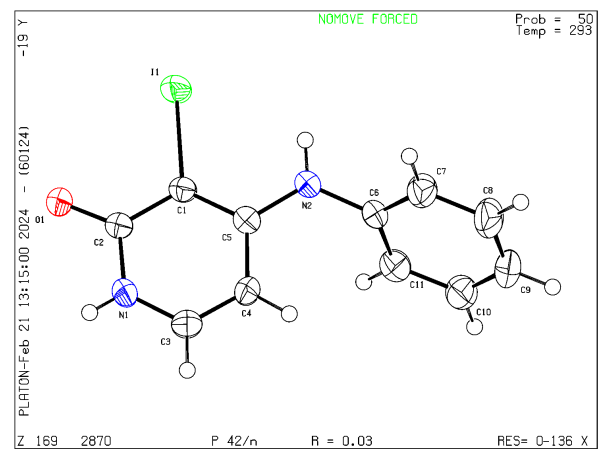 NOMOVE FORCED
Prob = 50
Temp = 293
PLATON-Feb 21 13:15:00 2024 - (60124) -19 Y
I1
O1
C2
C1
N2
C6
C7
C8
C5
N1
C3
C4
C11
C10
C9
Z 169 2870 P 42/n R = 0.03 RES= 0-136 X